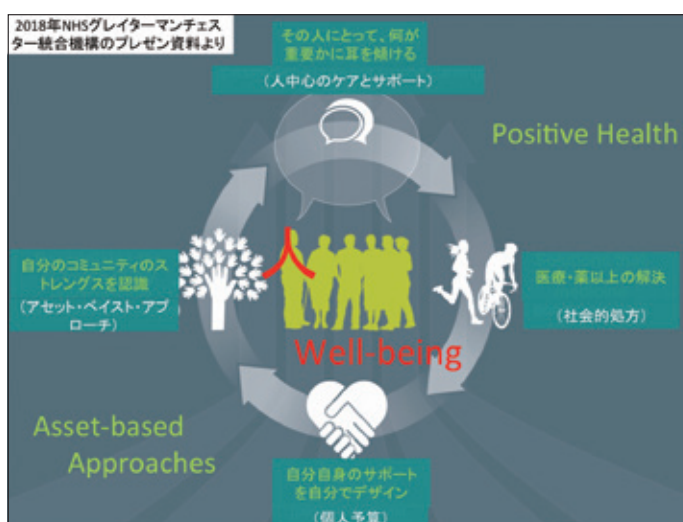 2018年NHSグレイターマンチェス
ター統合機構のプレゼン資料より
その人にとって、何が
重要かに耳を傾ける
(人中心のケアとサポート)
Positive Health
自分のコミュニティのス
トレングスを認識
(アセット・ベイスト・アプ
ローチ)
人
医療・薬以上の解決
(社会的処方)
Well-being
Asset-based
Approaches
自分自身のサポート
を自分でデザイン
(個人予算)